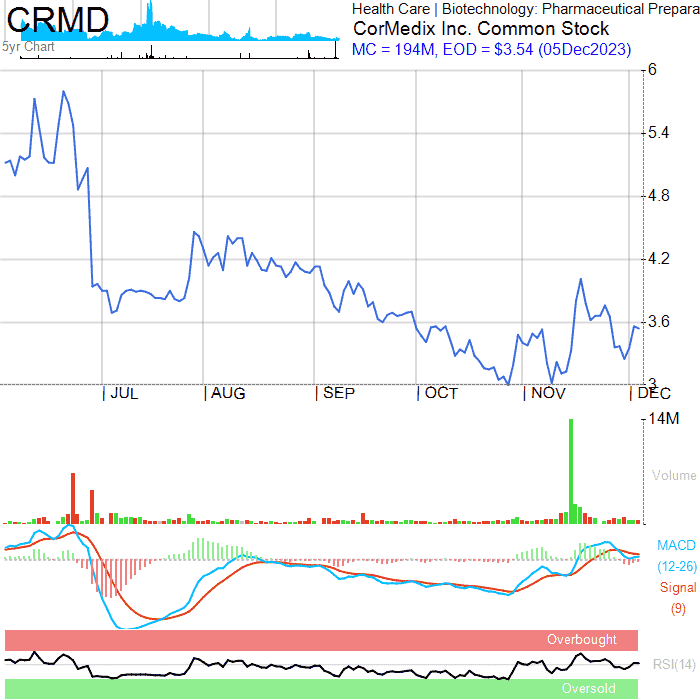 CRMD
5yr Chart
Health Care | Biotechnology: Pharmaceutical Prepara
CorMedix Inc. Common Stock
MC = 194M, EOD = $3.54 (05Dec2023)
6
5.4
4.8
4.2
3.6
3
JUL AUG SEP OCT NOV DEC
14M
Volume
MACD
(12-26)
Signal
(9)
Overbought
RSI(14)
Oversold